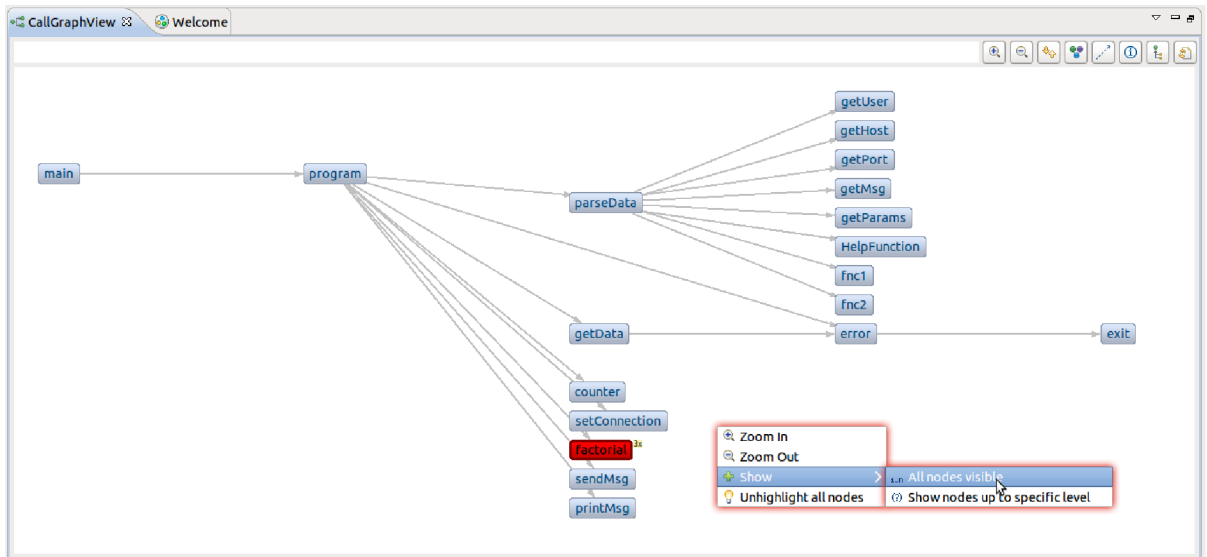 CallGraphView
Welcome
getUser
getHost
getPort
main
program
getMsg
parseData
getParams
HelpFunction
fnc1
fnc2
getData
error
exit
counter
setConnection
factorial 3x
sendMsg
printMsg
Zoom In
Zoom Out
Show
All nodes visible
Unhighlight all nodes
Show nodes up to specific level